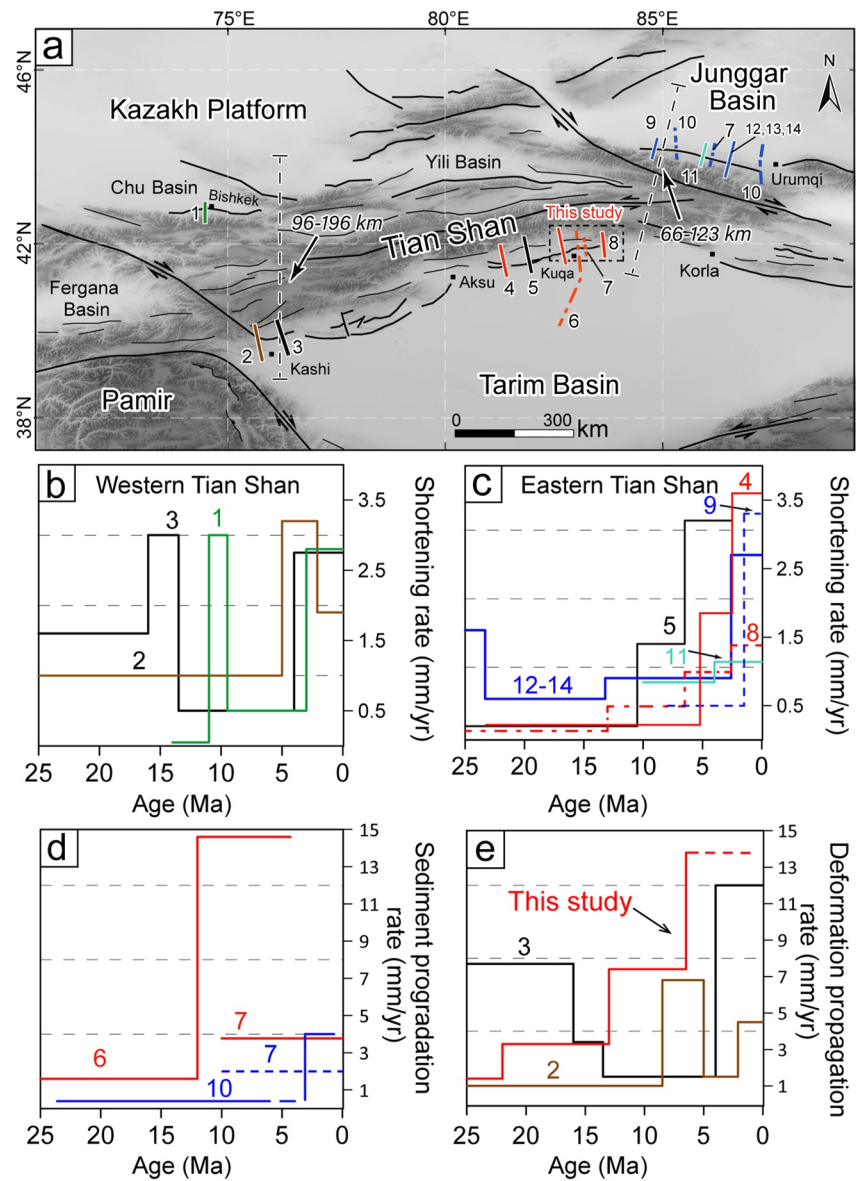 75°E
80°E
85°E
a
46°N
42°N
38°N
N
Junggar
Basin
Kazakh Platform
9
10
7
12,13,14
Yili Basin
11
10
Urumqi
Chu Basin
Bishkek
1
96-196 km
This study
66-123 km
Tian Shan
8
Korla
Fergana
Basin
Aksu
4
5
Kuqa
7
6
2
3
Kashi
Pamir
Tarim Basin
0
300
km
b
Western Tian Shan
3
1
2
3.5
2.5
1.5
0.5
Shortening rate (mm/yr)
25
20
15
10
5
0
Age (Ma)
c
Eastern Tian Shan
4
9
5
8
11
12-14
3.5
2.5
1.5
0.5
Shortening rate (mm/yr)
25
20
15
10
5
0
Age (Ma)
d
6
7
7
10
15
13
11
9
7
5
3
1
Sediment progradation
rate (mm/yr)
25
20
15
10
5
0
Age (Ma)
e
This study
3
2
15
13
11
9
7
5
3
1
Deformation propagation
rate (mm/yr)
25
20
15
10
5
0
Age (Ma)